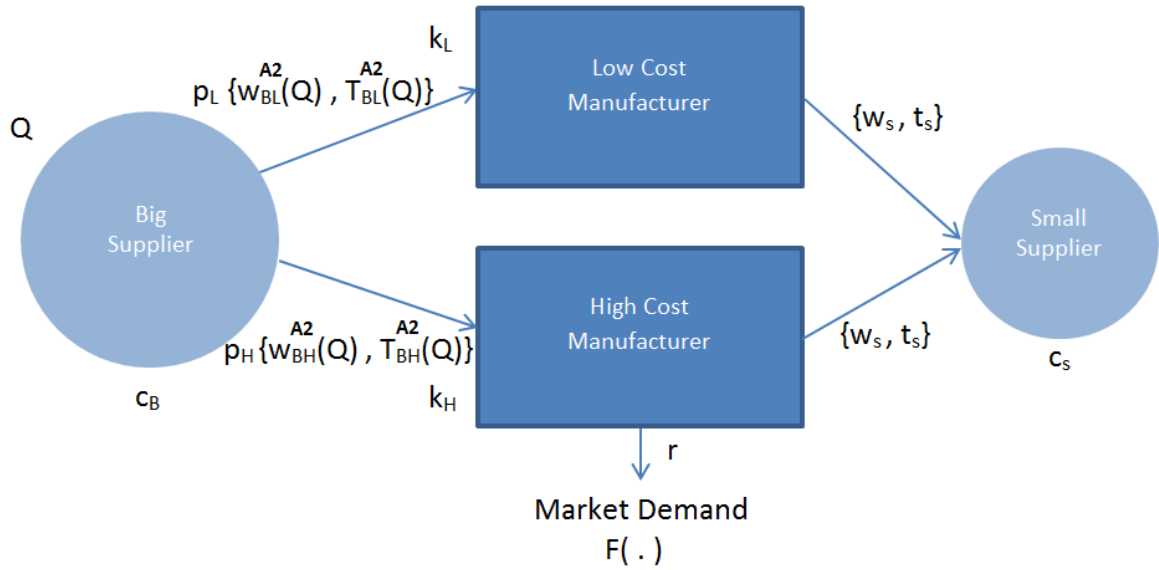 k_L
Low Cost
Manufacturer
p_L {w_BL^A2(Q) , T_BL^A2(Q)}
{w_s , t_s}
Q
Big
Supplier
Small
Supplier
High Cost
Manufacturer
p_H {w_BH^A2(Q) , T_BH^A2(Q)}
{w_s , t_s}
c_s
c_B
k_H
r
Market Demand
F( . )